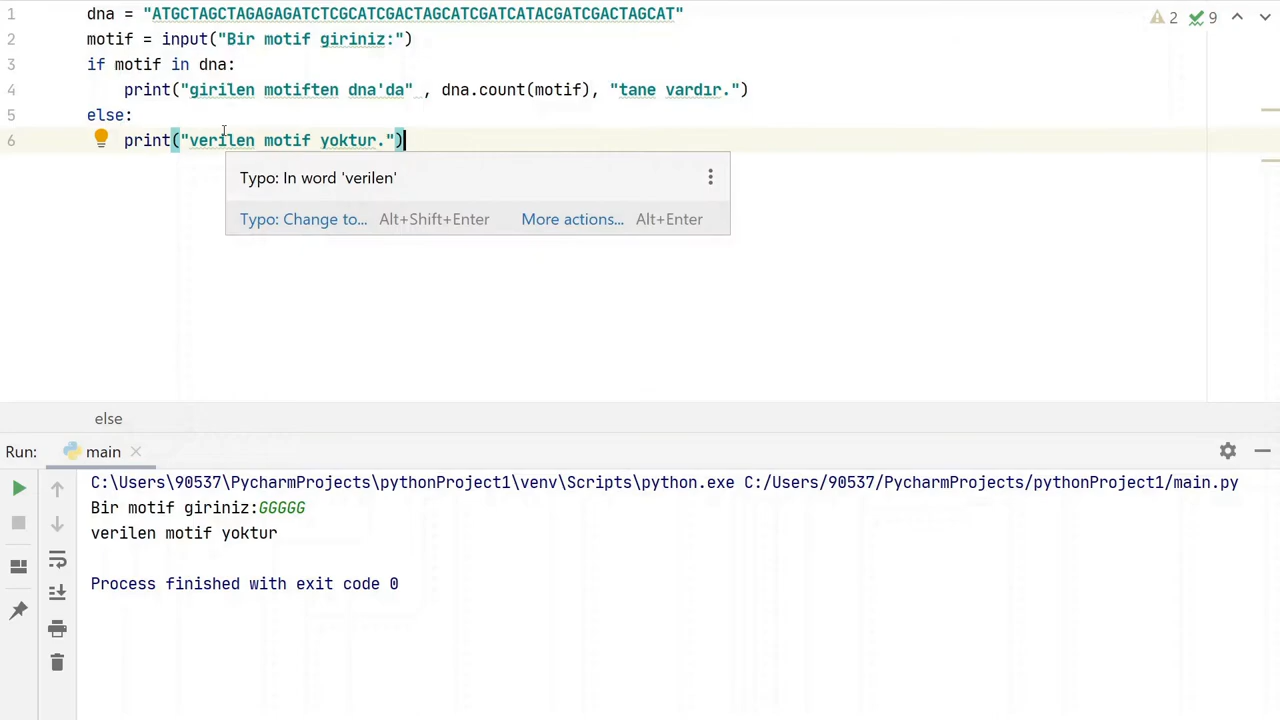 1 dna = "ATGCTAGCTAGAGAGATCTCGCATCGACTAGCATCGATCATACGATCGACTAGCAT"
2 9
2 motif = input("Bir motif giriniz:")
3 if motif in dna:
4 print("girilen motiften dna'da" , dna.count(motif), "tane vardır.")
5 else:
6 print("verilen motif yoktur.")
Typo: In word 'verilen'
Typo: Change to... Alt+Shift+Enter More actions... Alt+Enter
else
Run: main
C:\Users\90537\PycharmProjects\pythonProject1\venv\Scripts\python.exe C:/Users/90537/PycharmProjects/pythonProject1/main.py
Bir motif giriniz:GGGGG
verilen motif yoktur
Process finished with exit code 0